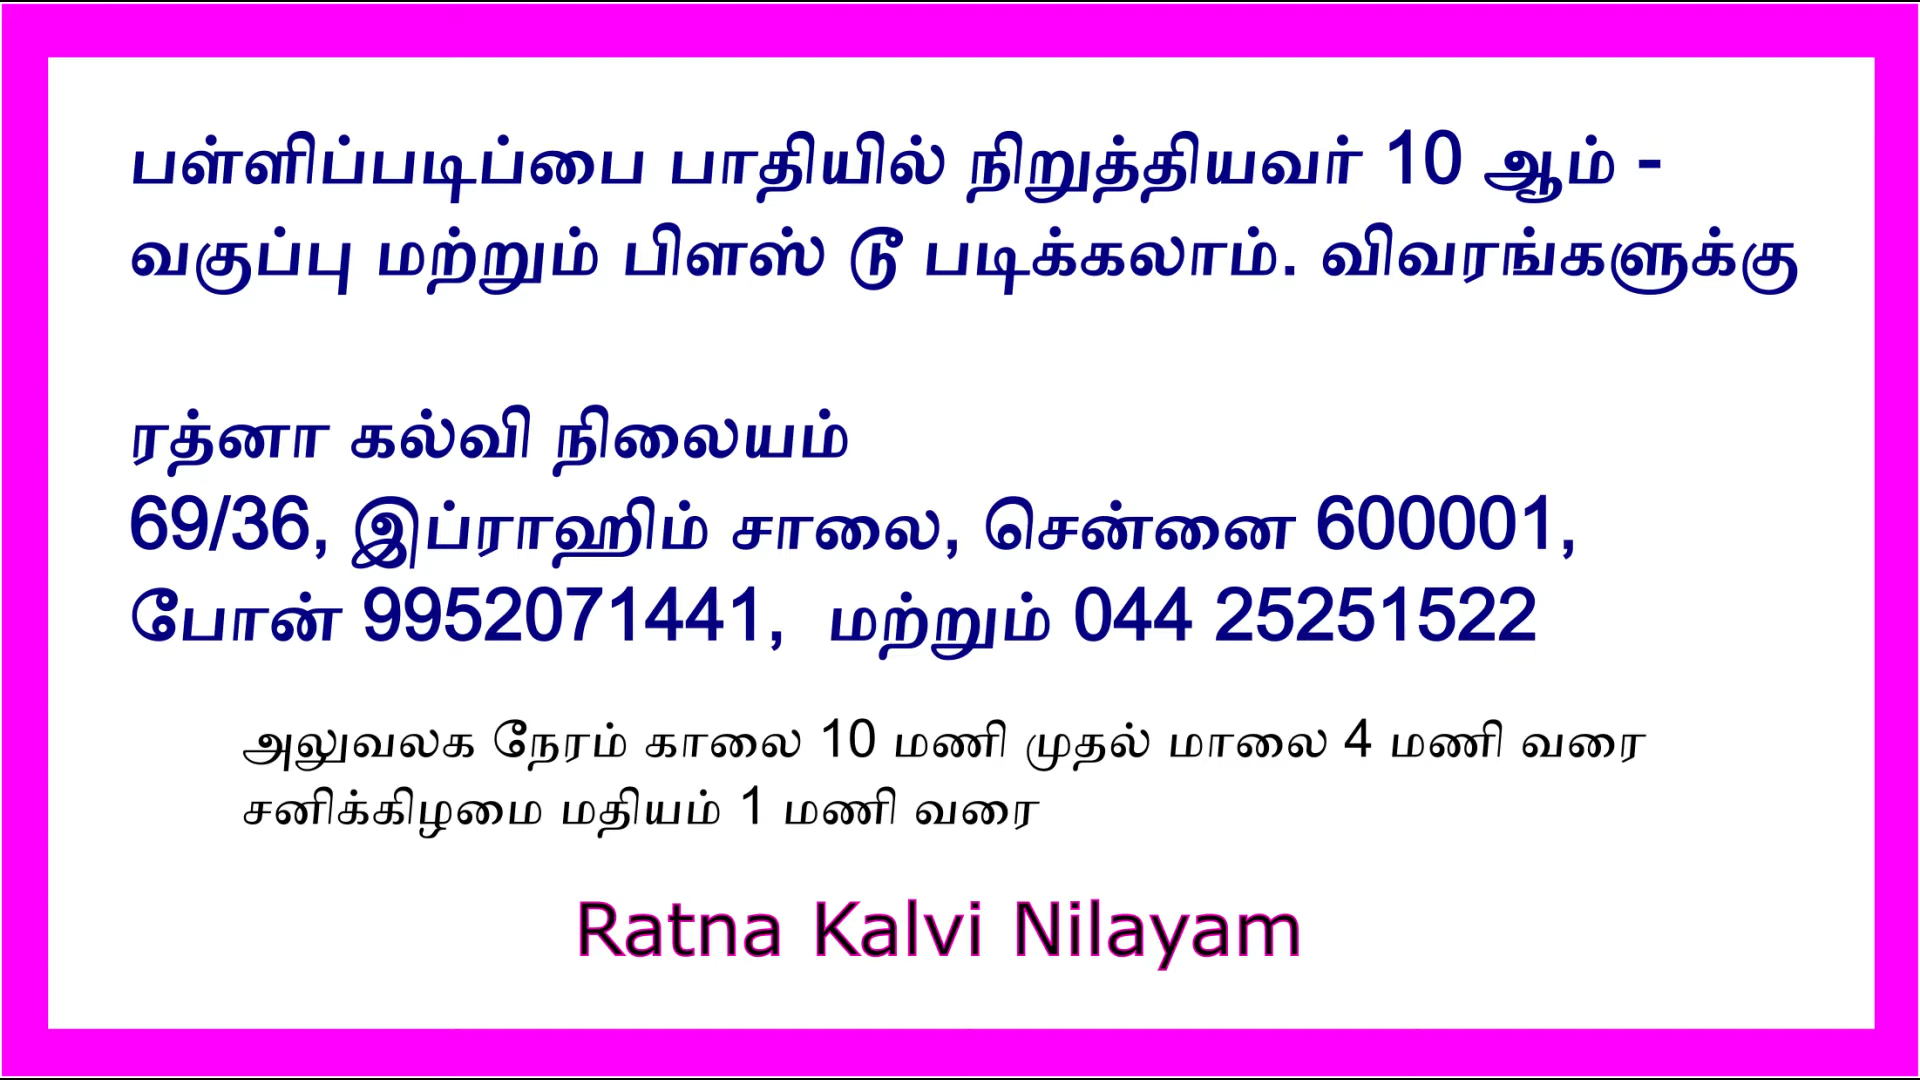 பள்ளிப்படிப்பை பாதியில் நிறுத்தியவர் 10 ஆம் -
வகுப்பு மற்றும் பிளஸ் டூ படிக்கலாம். விவரங்களுக்கு
ரத்னா கல்வி நிலையம்
69/36, இப்ராஹிம் சாலை, சென்னை 600001,
போன் 9952071441, மற்றும் 044 25251522
அலுவலக நேரம் காலை 10 மணி முதல் மாலை 4 மணி வரை
சனிக்கிழமை மதியம் 1 மணி வரை
Ratna Kalvi Nilayam